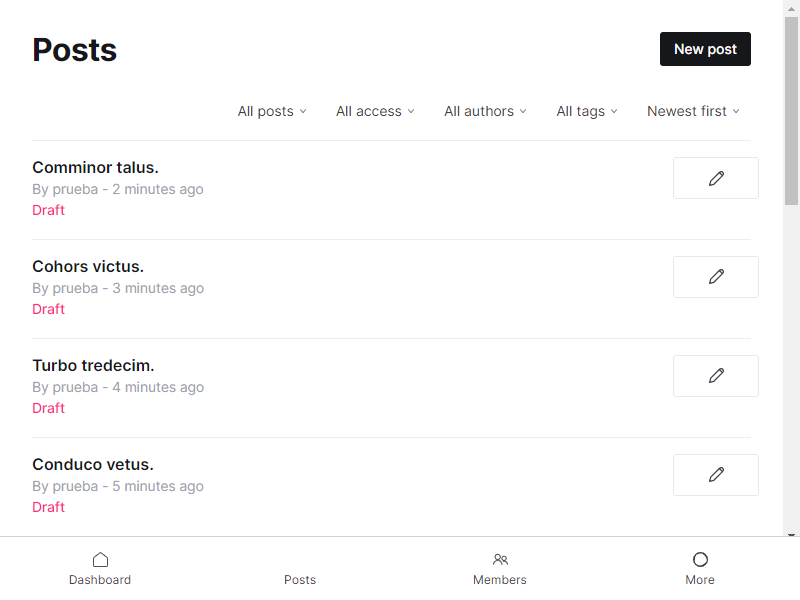 Posts
New post
All posts
All access
All authors
All tags
Newest first
Comminor talus.
By prueba - 2 minutes ago
Draft
Cohors victus.
By prueba - 3 minutes ago
Draft
Turbo tredecim.
By prueba - 4 minutes ago
Draft
Conduco vetus.
By prueba - 5 minutes ago
Draft
Dashboard
Posts
Members
More